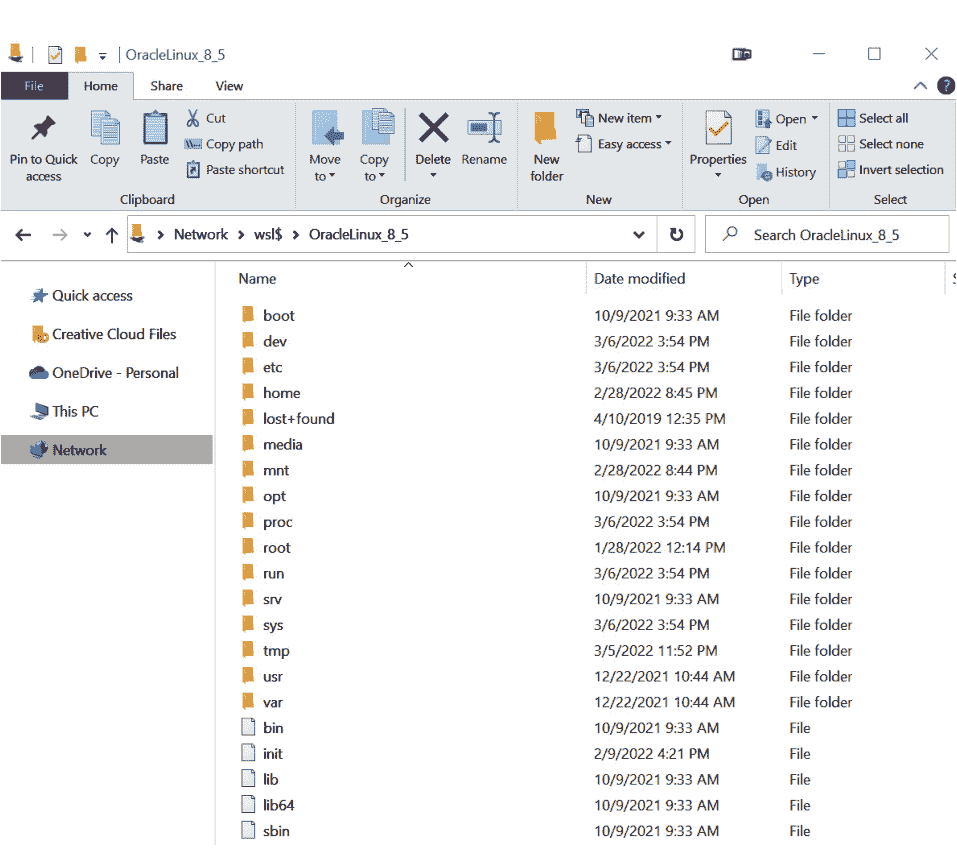 OracleLinux_8_5
File Home Share View
Pin to Quick access
Copy
Paste
Cut
Copy path
Paste shortcut
Clipboard
Move to
Copy to
Delete
Rename
Organize
New folder
New item
Easy access
New
Properties
Open
Edit
History
Open
Select all
Select none
Invert selection
Select
Network wsl$ OracleLinux_8_5
Search OracleLinux_8_5
Quick access
Creative Cloud Files
OneDrive - Personal
This PC
Network
Name Date modified Type
boot 10/9/2021 9:33 AM File folder
dev 3/6/2022 3:54 PM File folder
etc 3/6/2022 3:54 PM File folder
home 2/28/2022 8:45 PM File folder
lost+found 4/10/2019 12:35 PM File folder
media 10/9/2021 9:33 AM File folder
mnt 2/28/2022 8:44 PM File folder
opt 10/9/2021 9:33 AM File folder
proc 3/6/2022 3:54 PM File folder
root 1/28/2022 12:14 PM File folder
run 3/6/2022 3:54 PM File folder
srv 10/9/2021 9:33 AM File folder
sys 3/6/2022 3:54 PM File folder
tmp 3/5/2022 11:52 PM File folder
usr 12/22/2021 10:44 AM File folder
var 12/22/2021 10:44 AM File folder
bin 10/9/2021 9:33 AM File
init 2/9/2022 4:21 PM File
lib 10/9/2021 9:33 AM File
lib64 10/9/2021 9:33 AM File
sbin 10/9/2021 9:33 AM File